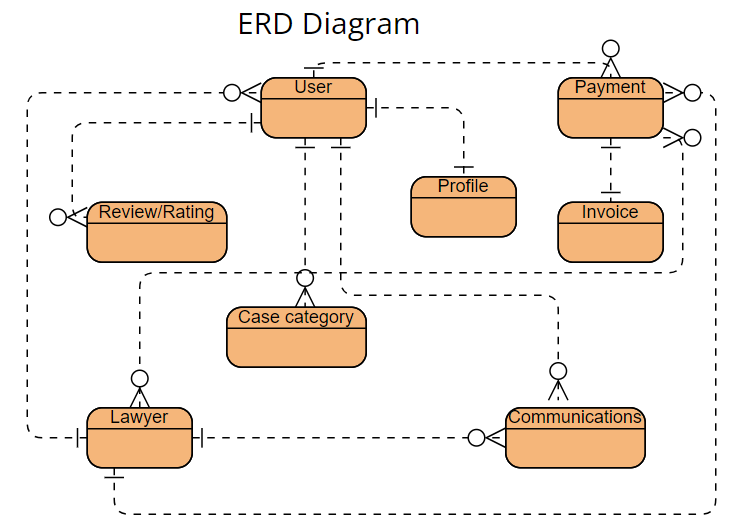 ERD Diagram
User
Payment
Profile
Review/Rating
Invoice
Case category
Lawyer
Communications